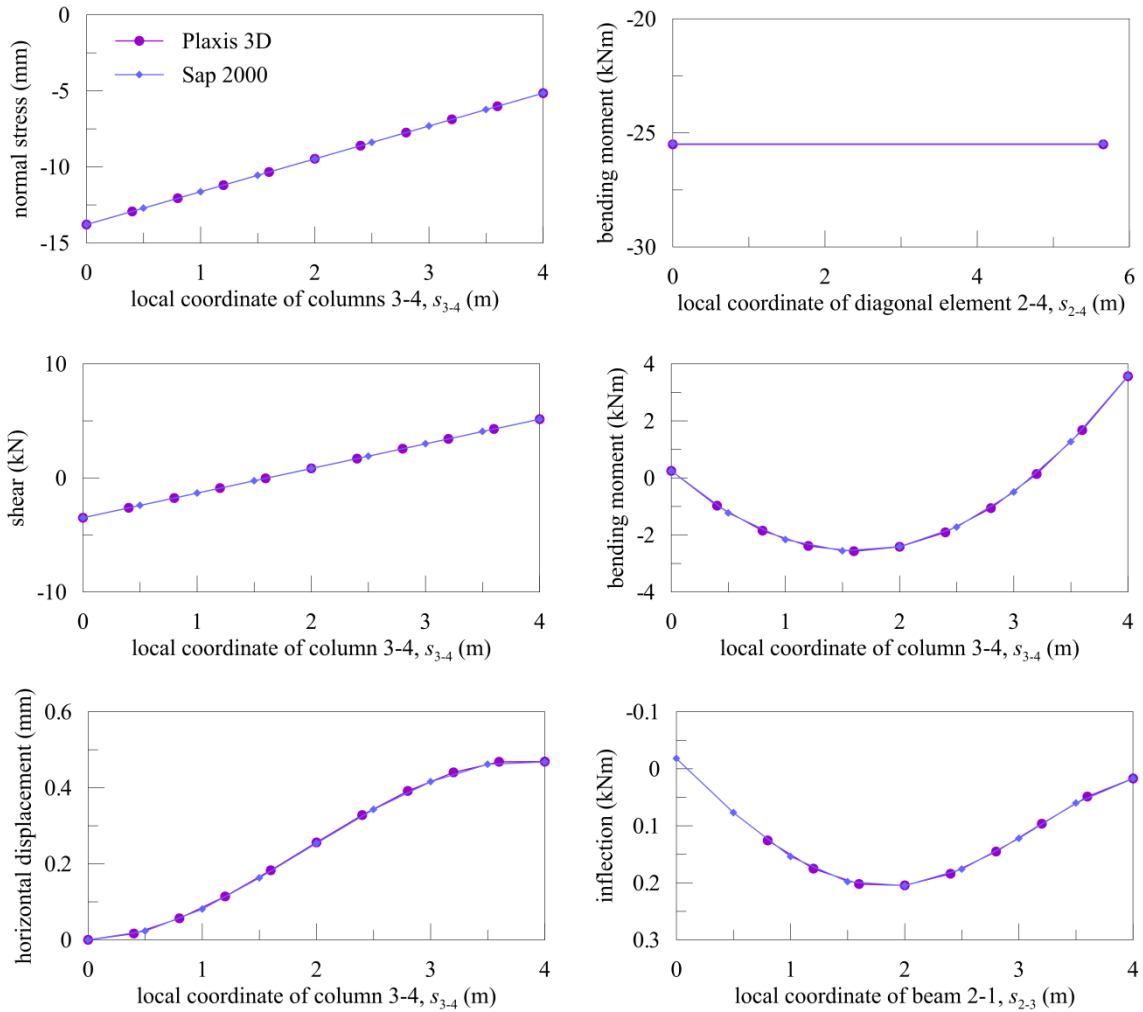 normal stress (mm)
0
-5
-10
-15
Plaxis 3D
Sap 2000
0 1 2 3 4
local coordinate of columns 3-4, s3-4 (m)
bending moment (kNm)
-20
-25
-30
0 2 4 6
local coordinate of diagonal element 2-4, s2-4 (m)
shear (kN)
10
0
-10
0 1 2 3 4
local coordinate of column 3-4, s3-4 (m)
bending moment (kNm)
4
2
0
-2
-4
0 1 2 3 4
local coordinate of column 3-4, s3-4 (m)
horizontal displacement (mm)
0.6
0.4
0.2
0
0 1 2 3 4
local coordinate of column 3-4, s3-4 (m)
inflection (kNm)
-0.1
0
0.1
0.2
0.3
0 1 2 3 4
local coordinate of beam 2-1, s2-3 (m)